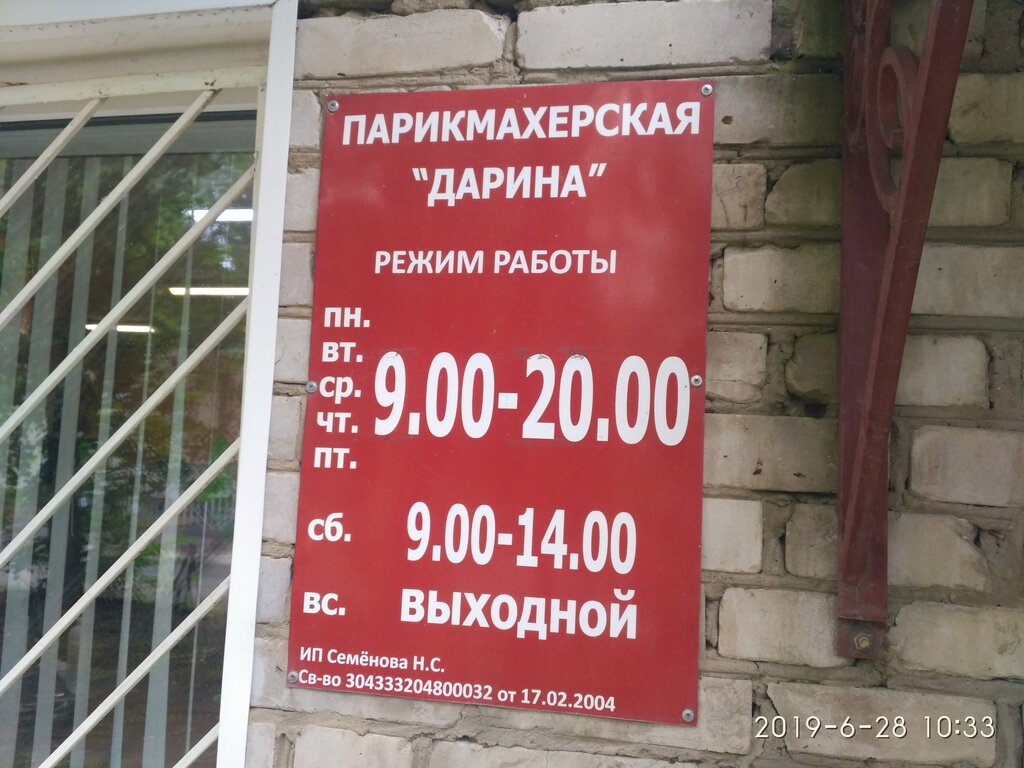 ПАРИКМАХЕРСКАЯ
“ДАРИНА”
РЕЖИМ РАБОТЫ
пн.
вт.
ср.
чт.
пт.
9.00-20.00
сб. 9.00-14.00
вс. ВЫХОДНОЙ
ИП Семёнова Н.С.
Св-во 304333204800032 от 17.02.2004
2019-6-28 10:33